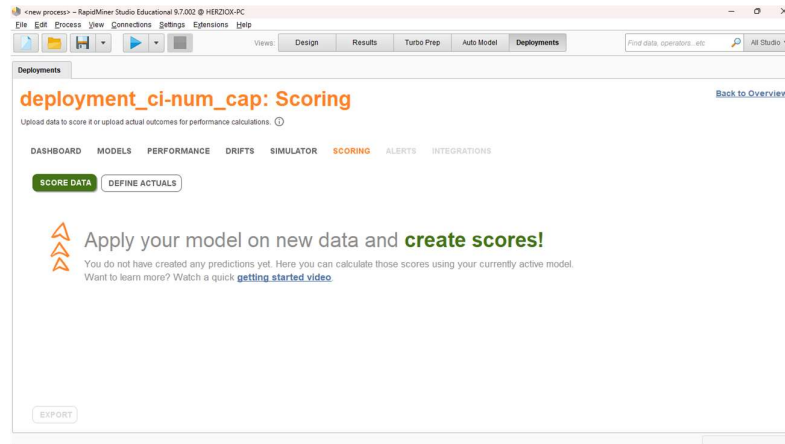 <new process> – RapidMiner Studio Educational 9.7.002 @ HERZIOX-PC
File Edit Process View Connections Settings Extensions Help
Views: Design Results Turbo Prep Auto Model Deployments Find data, operators...etc All Studio
Deployments
deployment_ci-num_cap: Scoring
Back to Overview
Upload data to score it or upload actual outcomes for performance calculations.
DASHBOARD MODELS PERFORMANCE DRIFTS SIMULATOR SCORING ALERTS INTEGRATIONS
SCORE DATA DEFINE ACTUALS
Apply your model on new data and create scores!
You do not have created any predictions yet. Here you can calculate those scores using your currently active model.
Want to learn more? Watch a quick getting started video.
EXPORT